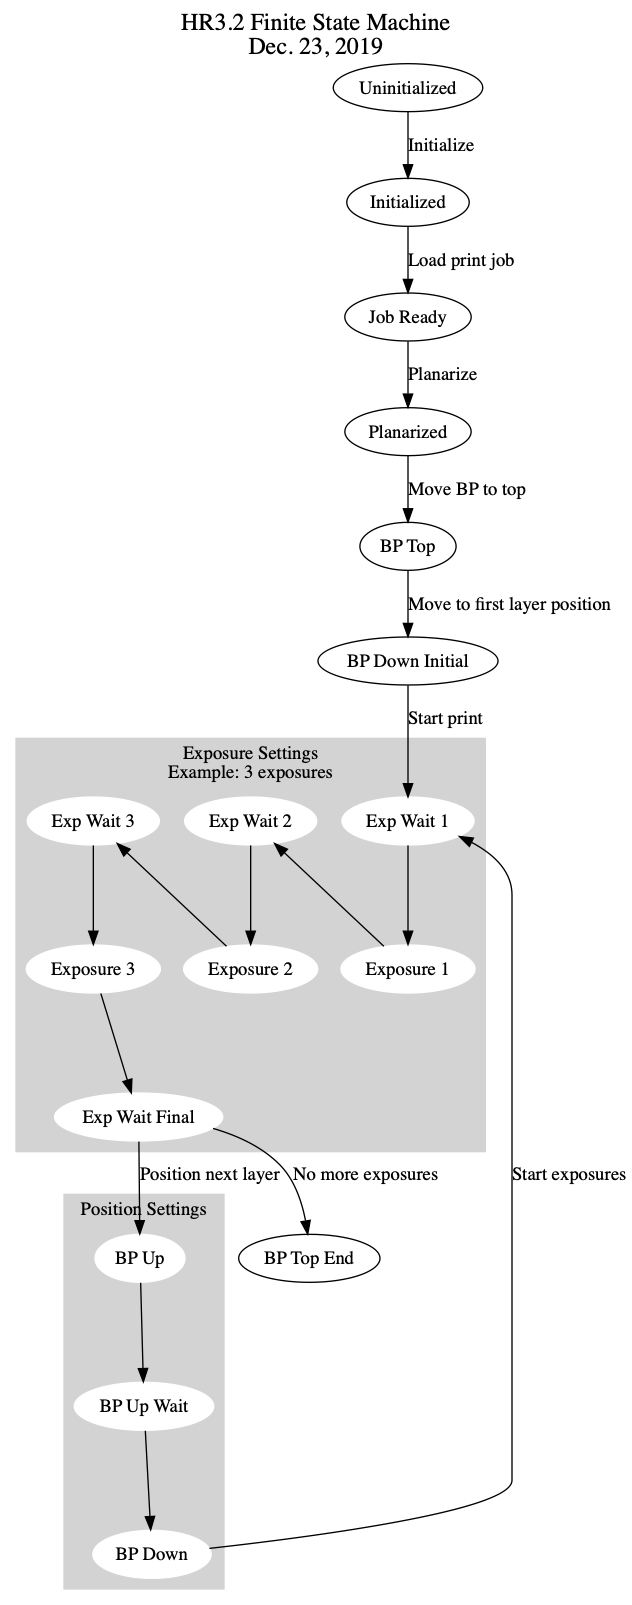 HR3.2 Finite State Machine
Dec. 23, 2019
Uninitialized
Initialize
Initialized
Load print job
Job Ready
Planarize
Planarized
Move BP to top
BP Top
Move to first layer position
BP Down Initial
Start print
Exposure Settings
Example: 3 exposures
Exp Wait 3
Exp Wait 2
Exp Wait 1
Exposure 3
Exposure 2
Exposure 1
Exp Wait Final
Position next layer
No more exposures
Start exposures
Position Settings
BP Up
BP Top End
BP Up Wait
BP Down